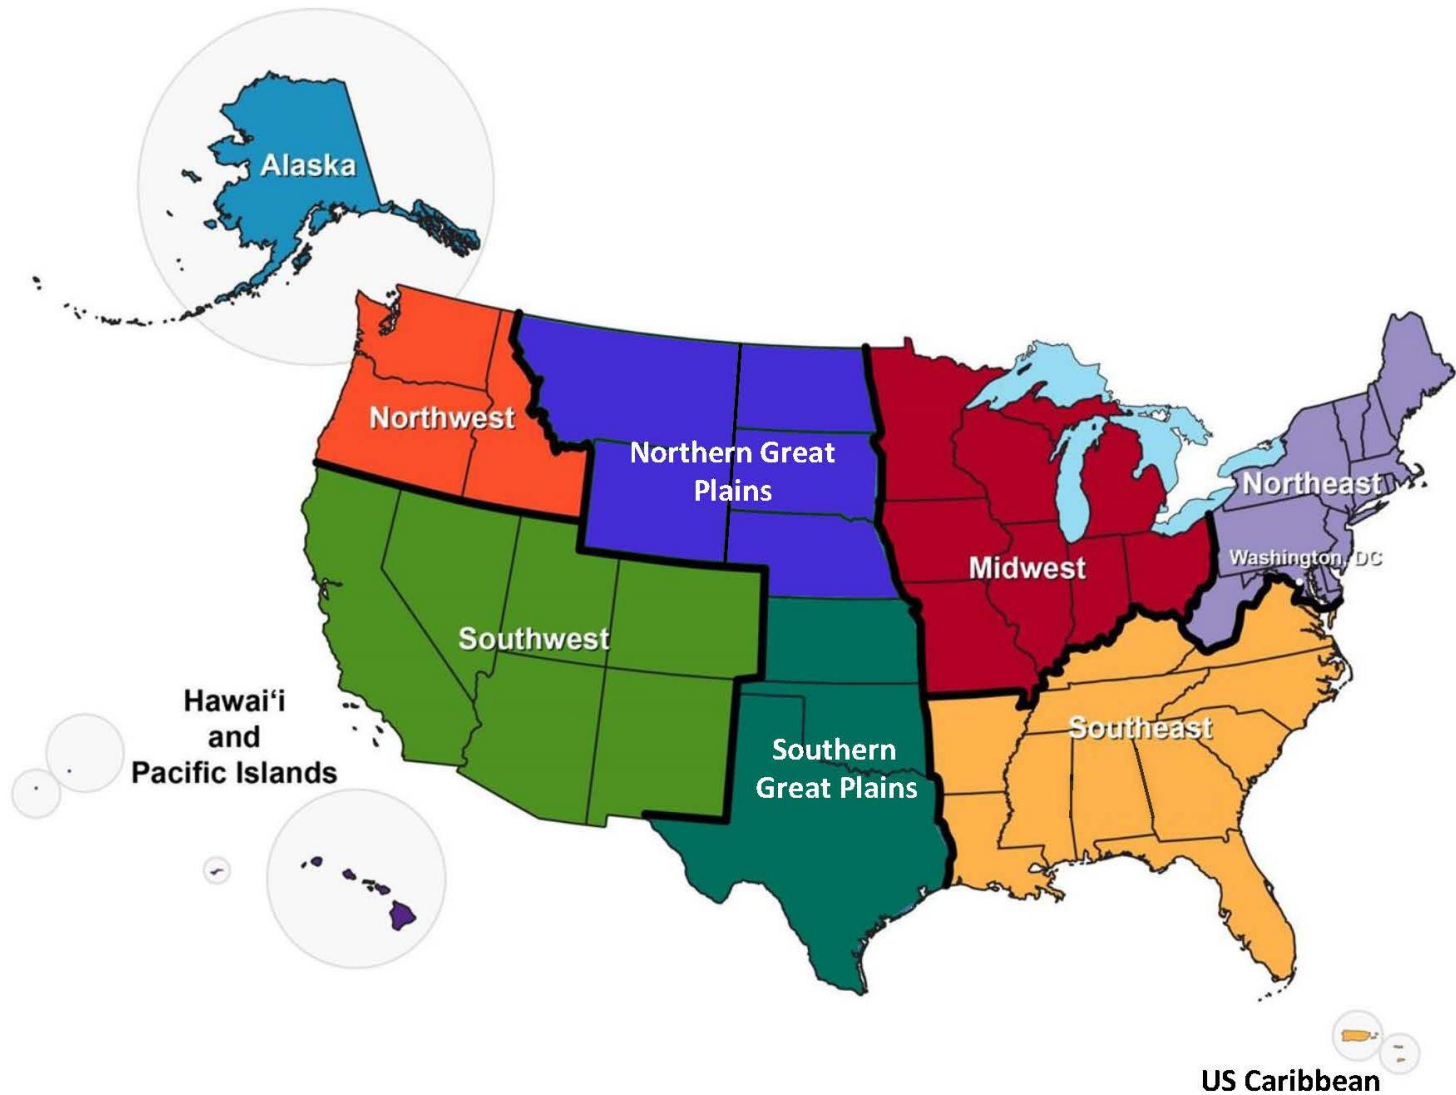 Alaska
Northwest
Northern Great
Plains
Northeast
Washington, DC
Midwest
Southwest
Hawai‘i
and
Pacific Islands
Southeast
Southern
Great Plains
US Caribbean